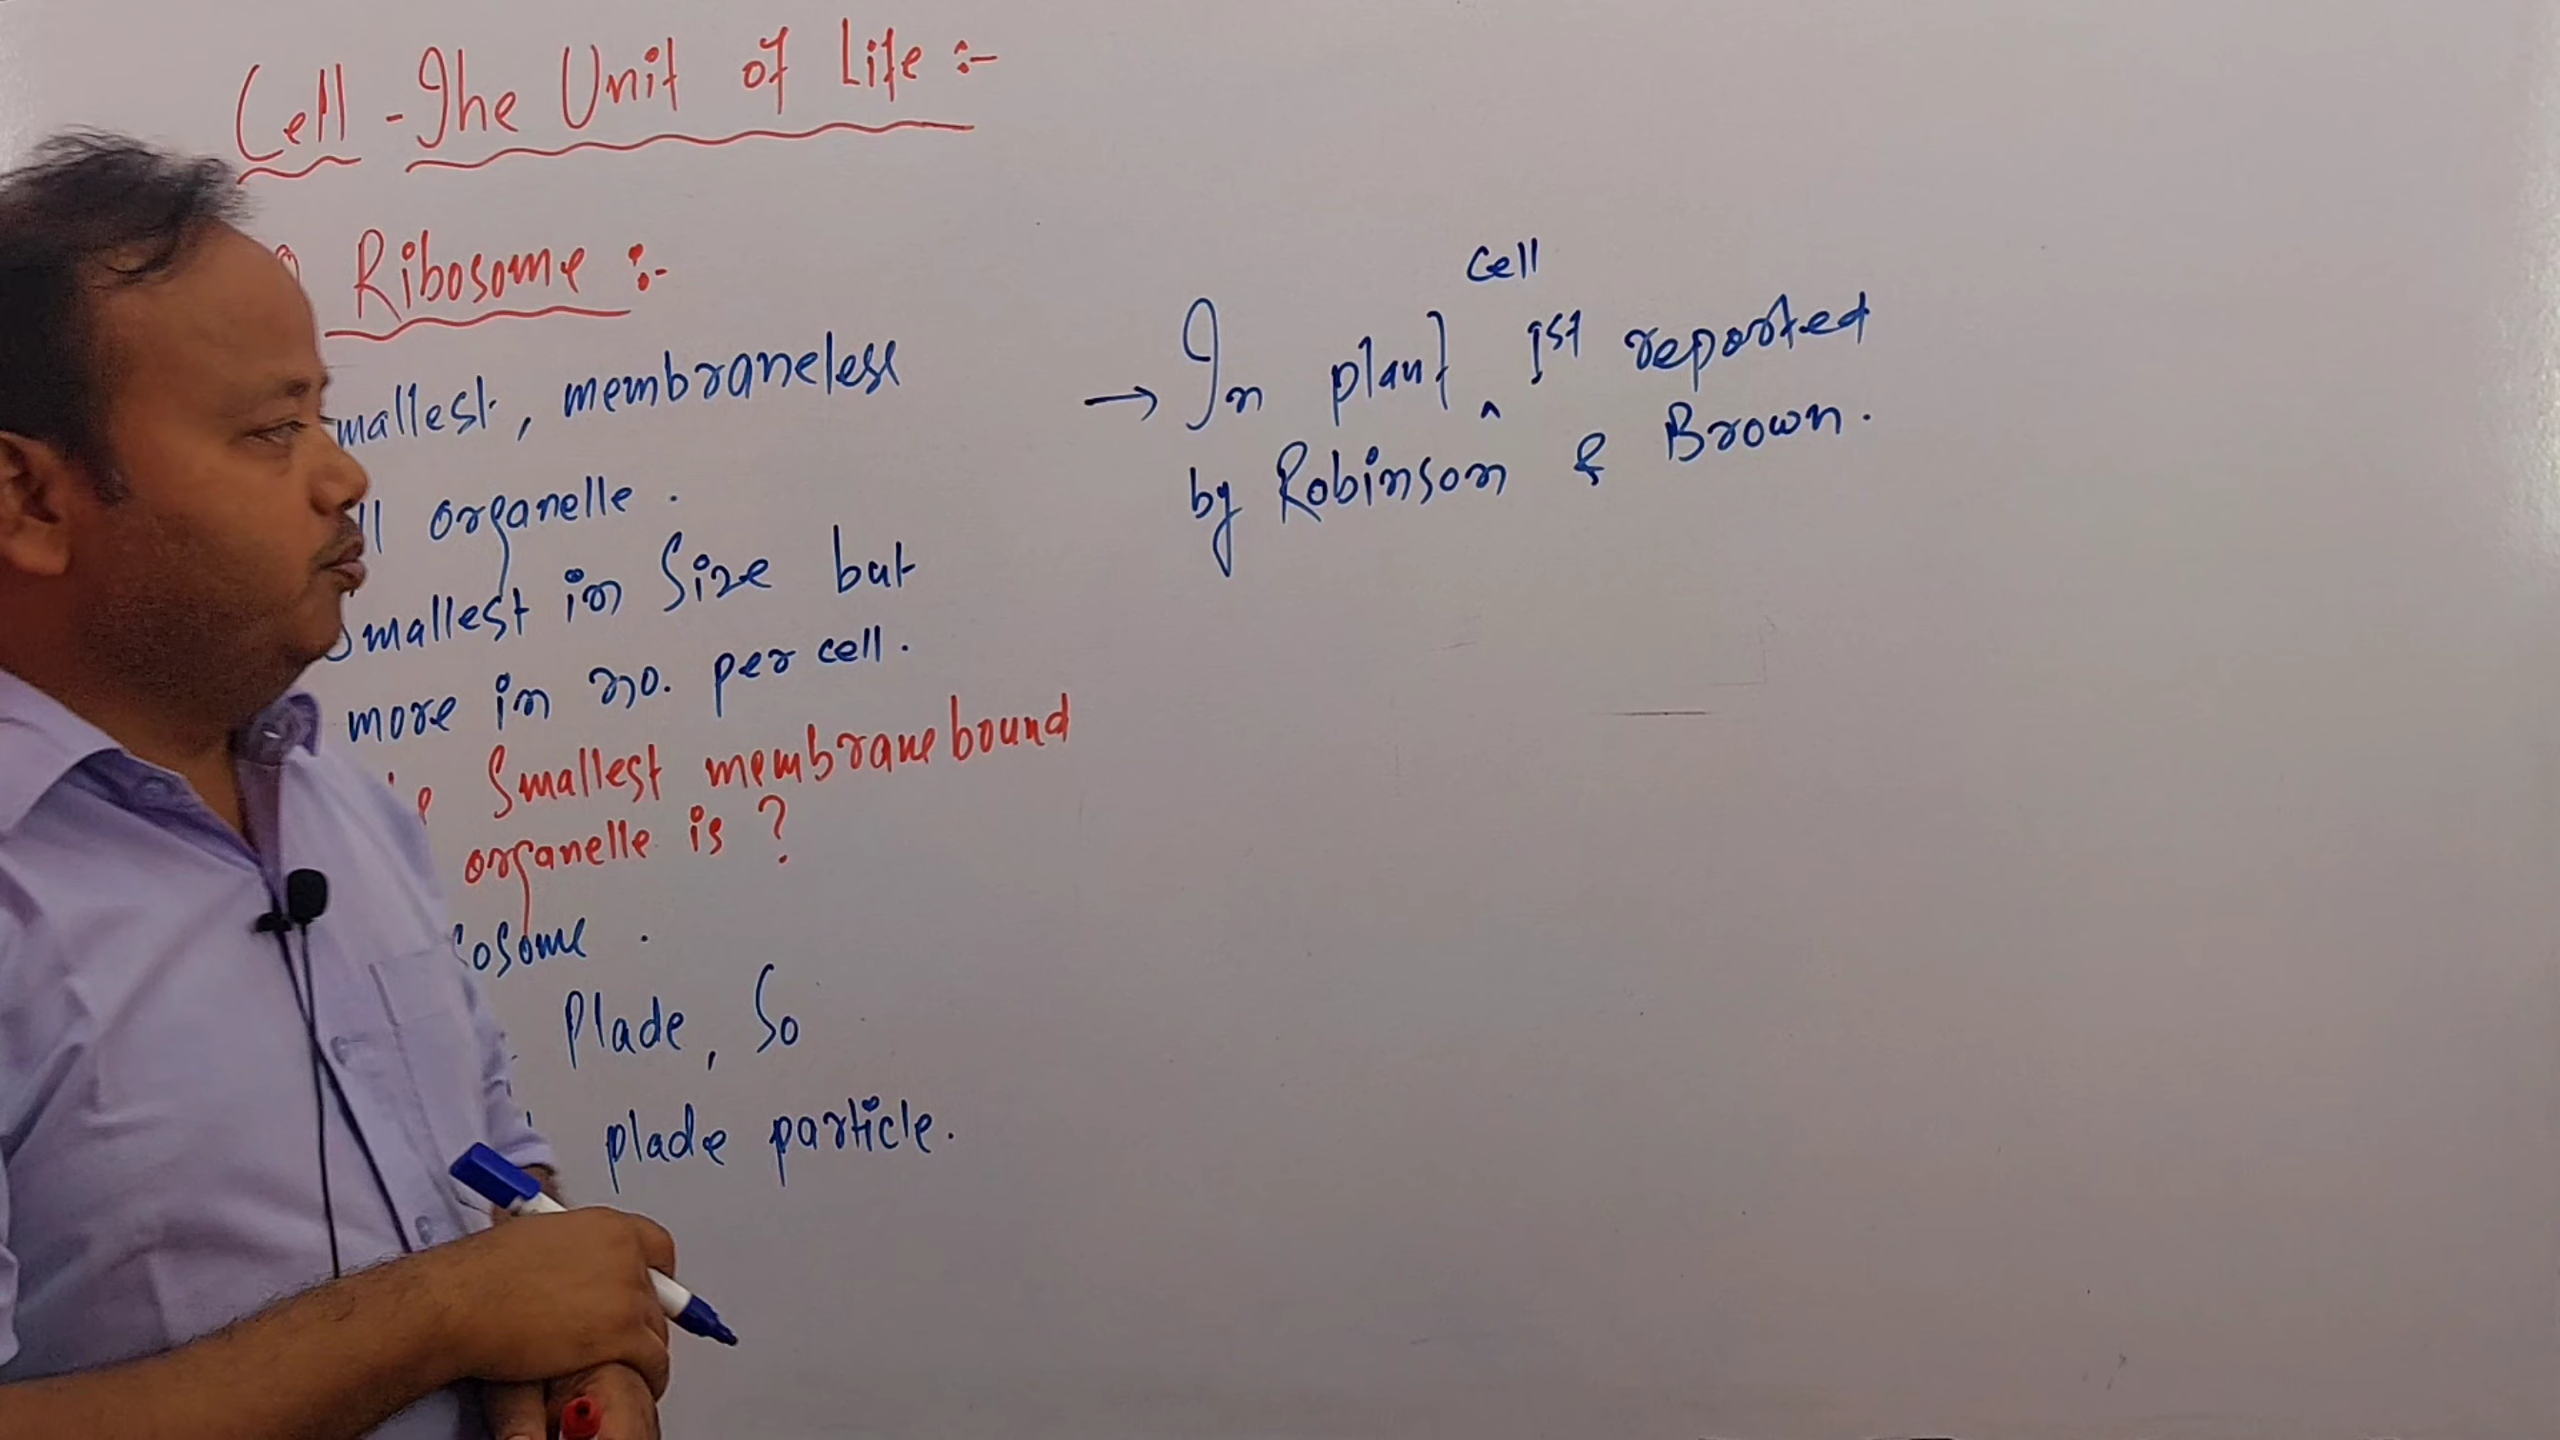 Cell - The Unit of Life :-
Ribosome :-
mallest, membraneless
ll organelle.
Smallest in Size but
more in no. per cell.
Smallest membrane bound
organelle is ?
osome.
Plade, So
plade particle.
cell
→ In plant ^ 1st reported
by Robinson & Brown.